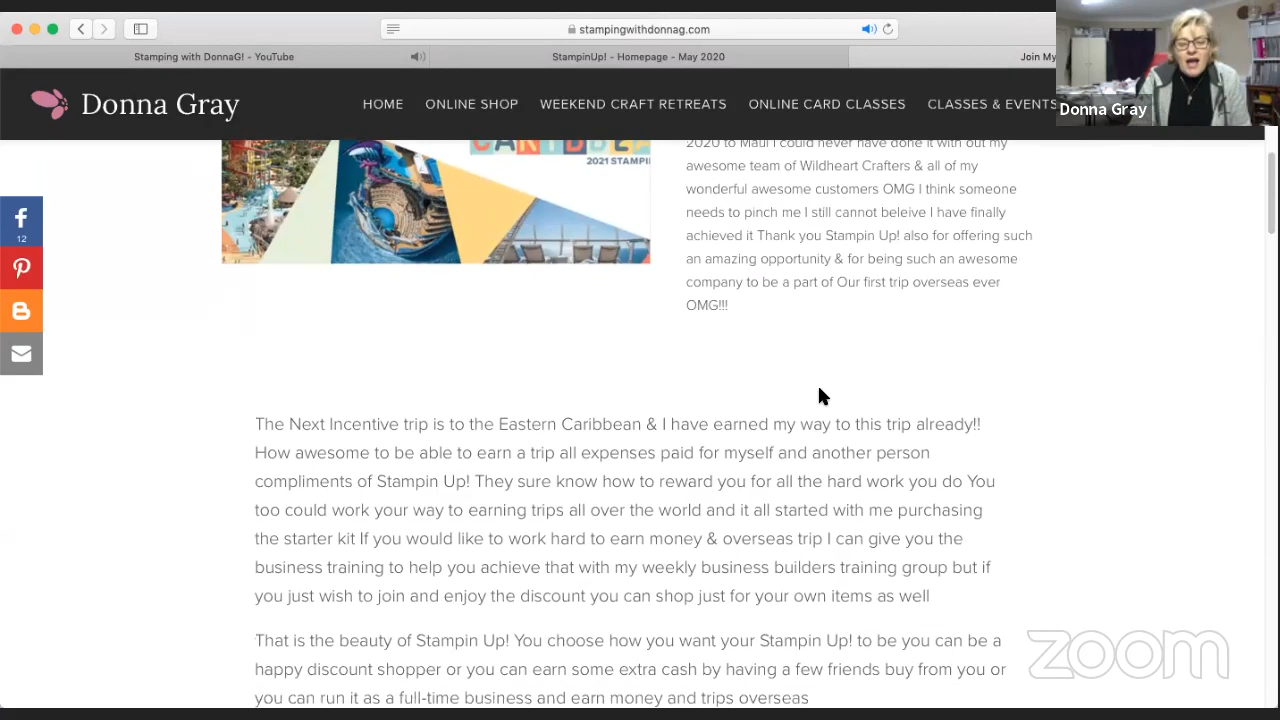 stampingwithdonnag.com
Stamping with DonnaG! - YouTube
StampinUp! - Homepage - May 2020
Join My
Donna Gray
HOME
ONLINE SHOP
WEEKEND CRAFT RETREATS
ONLINE CARD CLASSES
CLASSES & EVENTS
Donna Gray
2021 STAMPI
2020 to Maui I could never have done it with out my
awesome team of Wildheart Crafters & all of my
wonderful awesome customers OMG I think someone
needs to pinch me I still cannot beleive I have finally
achieved it Thank you Stampin Up! also for offering such
an amazing opportunity & for being such an awesome
company to be a part of Our first trip overseas ever
OMG!!!
12
The Next Incentive trip is to the Eastern Caribbean & I have earned my way to this trip already!!
How awesome to be able to earn a trip all expenses paid for myself and another person
compliments of Stampin Up! They sure know how to reward you for all the hard work you do You
too could work your way to earning trips all over the world and it all started with me purchasing
the starter kit If you would like to work hard to earn money & overseas trip I can give you the
business training to help you achieve that with my weekly business builders training group but if
you just wish to join and enjoy the discount you can shop just for your own items as well
That is the beauty of Stampin Up! You choose how you want your Stampin Up! to be you can be a
happy discount shopper or you can earn some extra cash by having a few friends buy from you or
you can run it as a full-time business and earn money and trips overseas
zoom